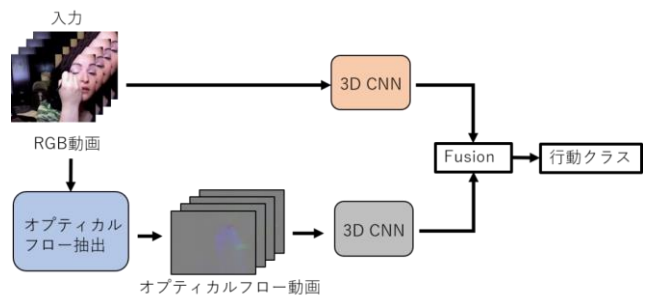 入力
RGB動画
3D CNN
オプティカル
フロー抽出
オプティカルフロー動画
3D CNN
Fusion
行動クラス